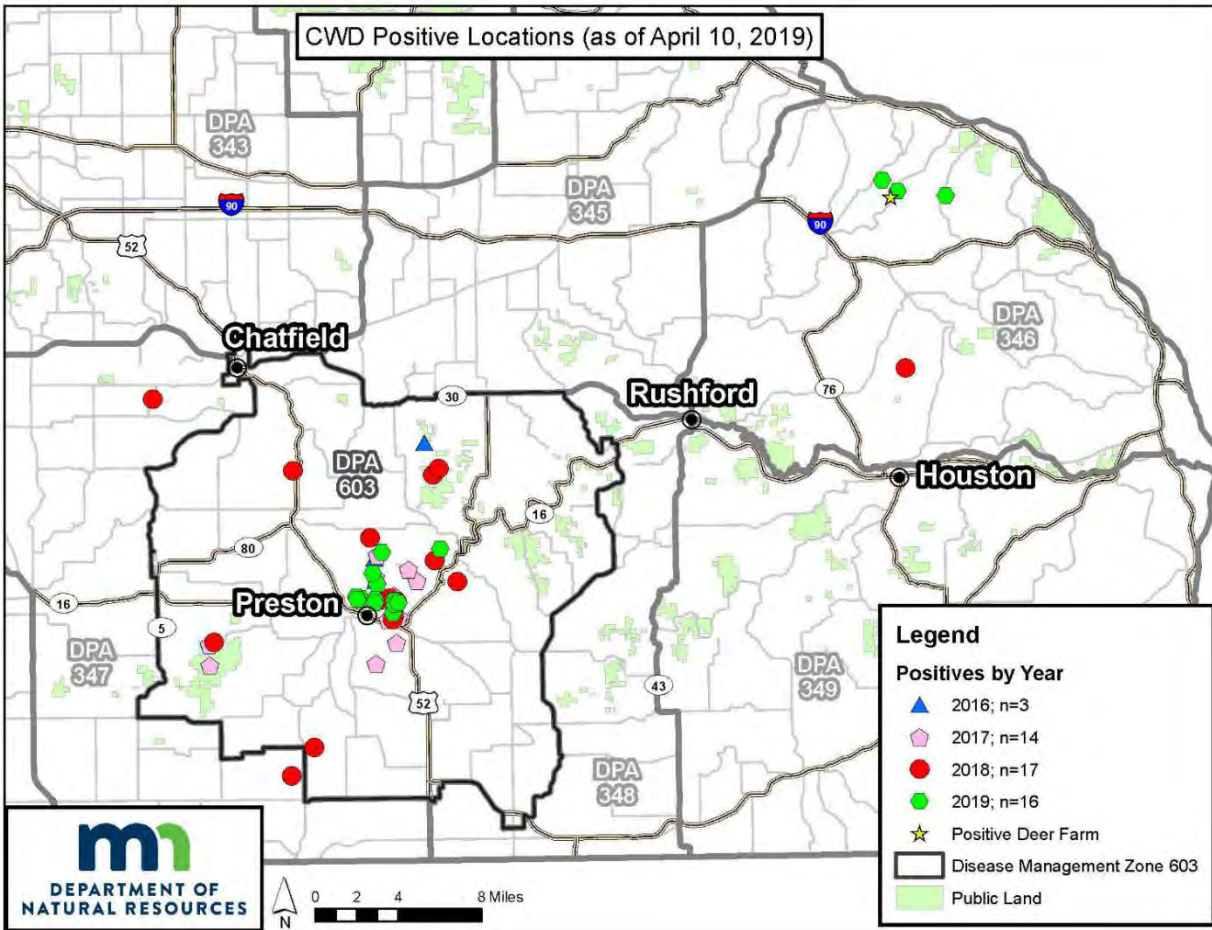 CWD Positive Locations (as of April 10, 2019)
DPA
343
90
52
DPA
345
90
Chatfield
30
DPA
346
76
Rushford
DPA
603
Houston
16
80
Preston
16
5
DPA
347
DPA
349
43
52
DPA
348
Legend
Positives by Year
2016; n=3
2017; n=14
2018; n=17
2019; n=16
Positive Deer Farm
Disease Management Zone 603
Public Land
mn
DEPARTMENT OF
NATURAL RESOURCES
N
0 2 4 8 Miles